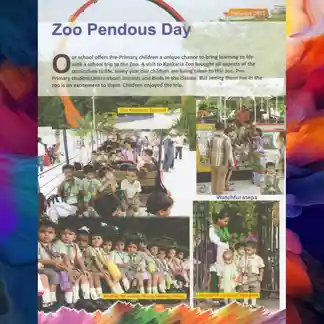 Zoo Pendous Day
Our school offers Pre-Primary children a unique chance to bring learning to life
with a school trip to the Zoo. A visit to Kankaria Zoo brought all aspects of the
curriculum to life. Every year our children are being taken to the zoo. Pre
Primary student learn about animals and Birds in the classes. But seeing them live in the
zoo is an excitement to them. Children enjoyed the trip.
Watchful steps